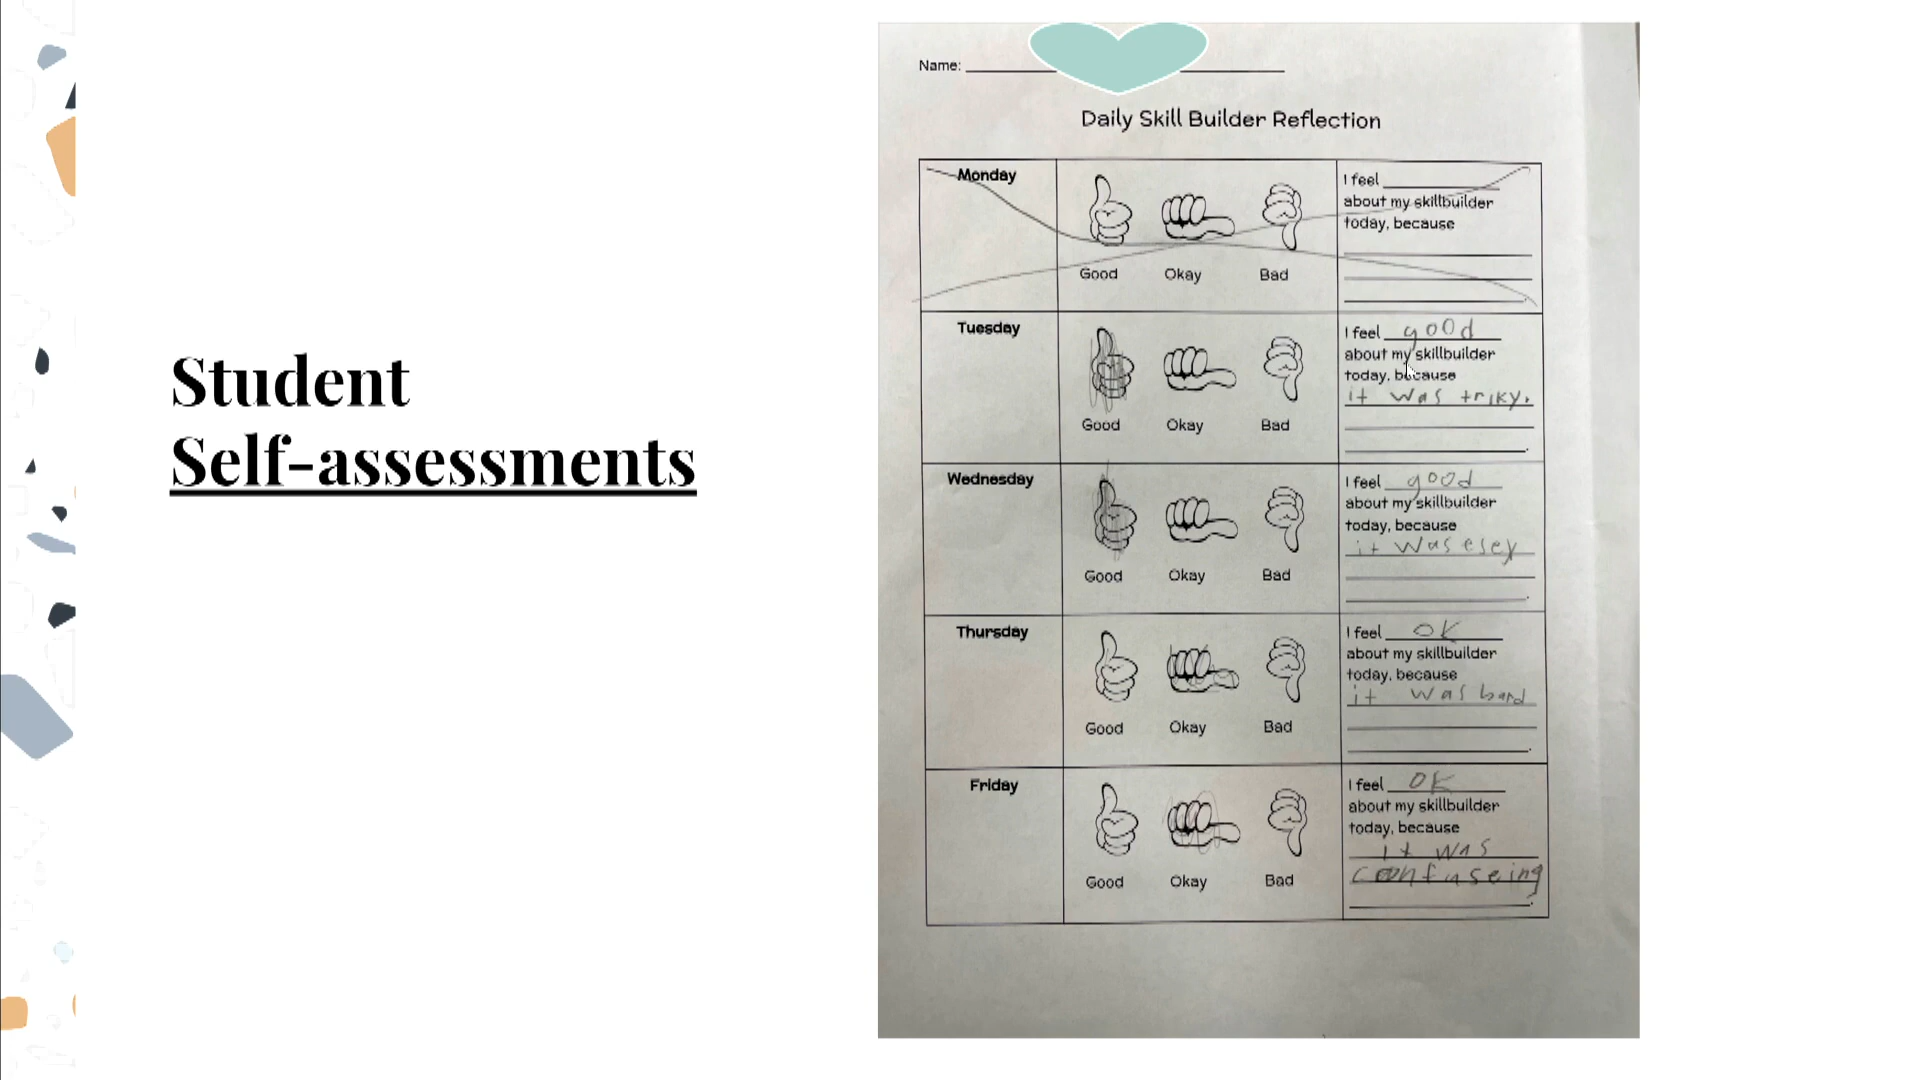 Student
Self-assessments
Name:
Daily Skill Builder Reflection
Monday
Good Okay Bad
I feel
about my skillbuilder
today, because
.
Tuesday
Good Okay Bad
I feel good
about my skillbuilder
today, because
it was triky.
.
Wednesday
Good Okay Bad
I feel good
about my skillbuilder
today, because
it was esey
.
Thursday
Good Okay Bad
I feel ok
about my skillbuilder
today, because
it was hard
.
Friday
Good Okay Bad
I feel ok
about my skillbuilder
today, because
it was
confuseing
.